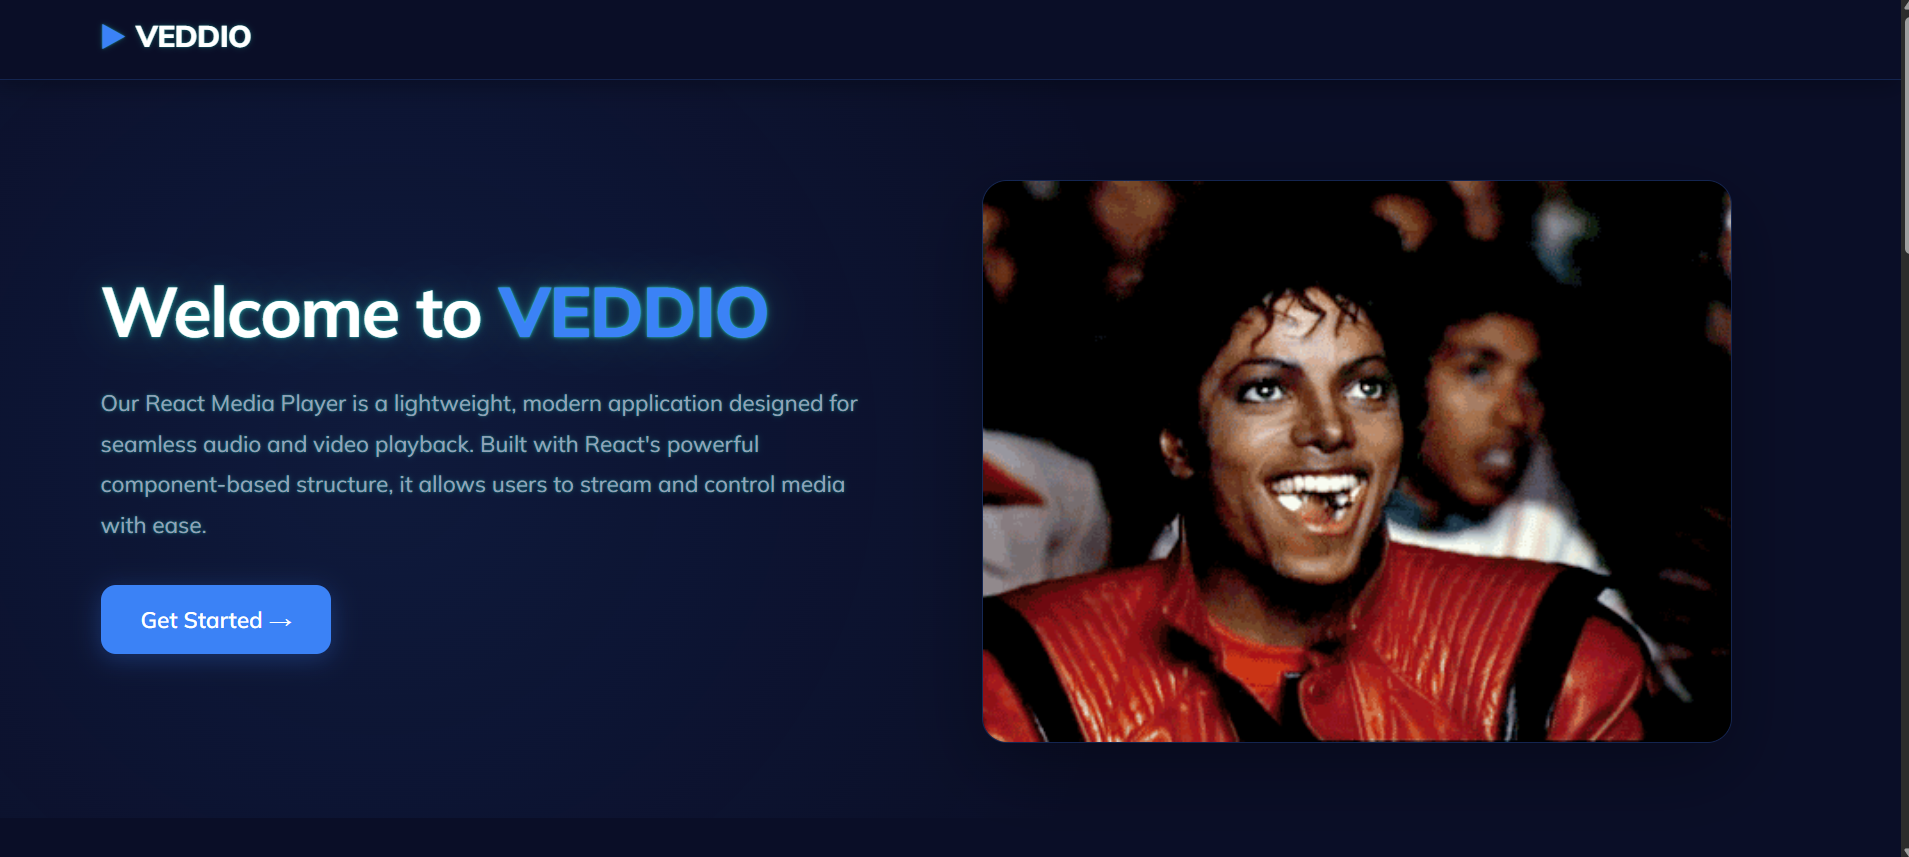 VEDDIO
Welcome to VEDDIO
Our React Media Player is a lightweight, modern application designed for
seamless audio and video playback. Built with React's powerful
component-based structure, it allows users to stream and control media
with ease.
Get Started →